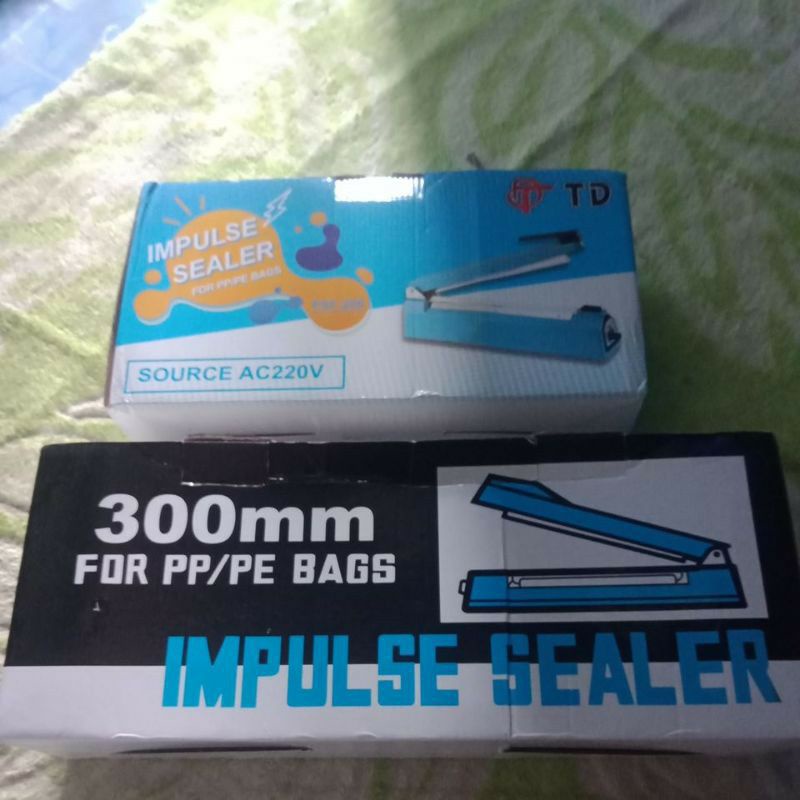 IMPULSE
SEALER
FOR PP/PE BAGS
TD
SOURCE AC220V
300mm
FOR PP/PE BAGS
IMPULSE SEALER